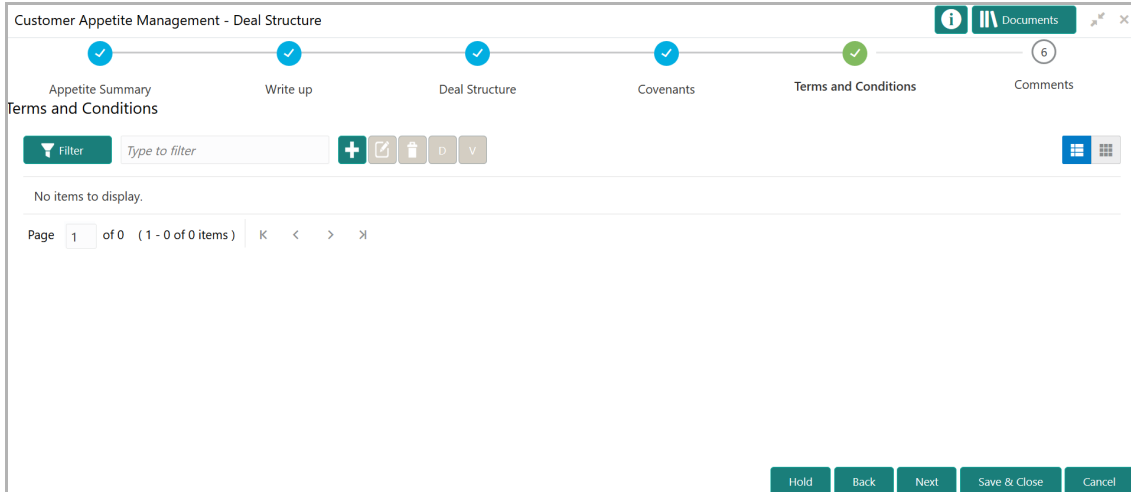 Customer Appetite Management - Deal Structure
i Documents
6
Appetite Summary Write up Deal Structure Covenants Terms and Conditions Comments
Terms and Conditions
Filter Type to filter D V
No items to display.
Page 1 of 0 ( 1 - 0 of 0 items )
Hold Back Next Save & Close Cancel